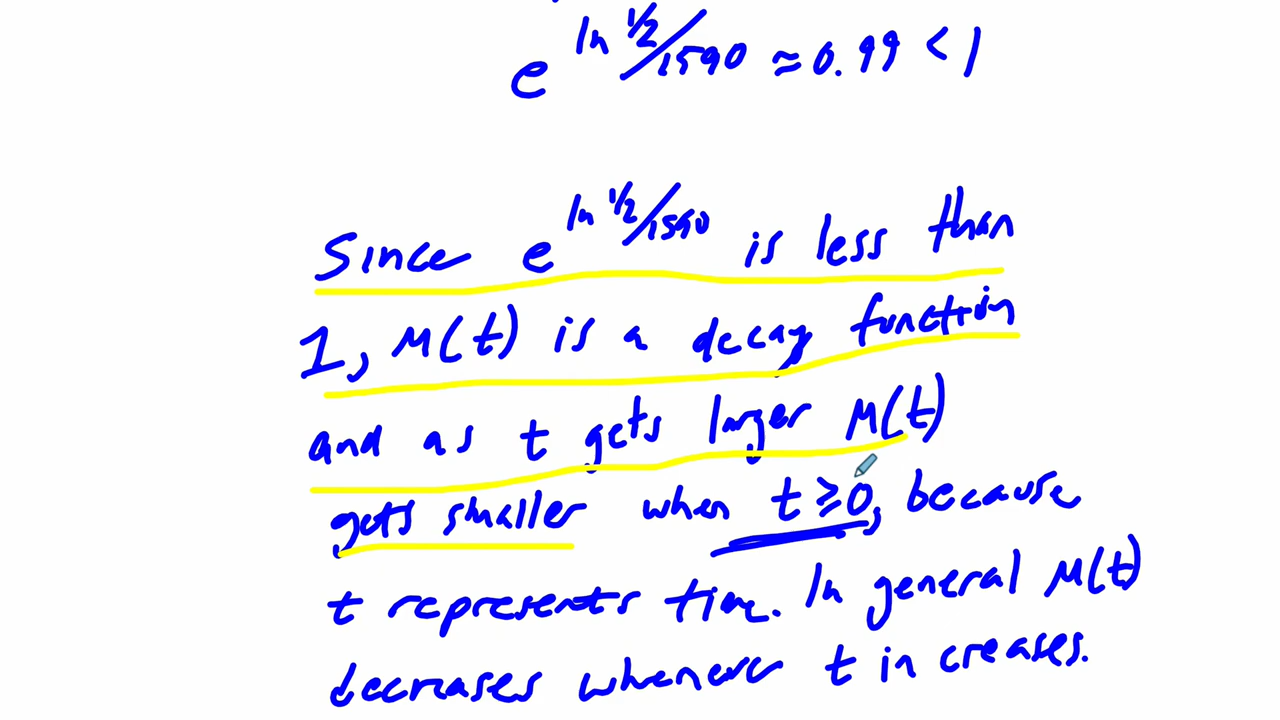 e^{ln 1/2/1590} ≈ 0.99 < 1
Since e^{ln 1/2/1590} is less than
1, M(t) is a decay function
and as t gets larger M(t)
gets smaller when t ≥ 0, because
t represents time. In general M(t)
decreases whenever t increases.